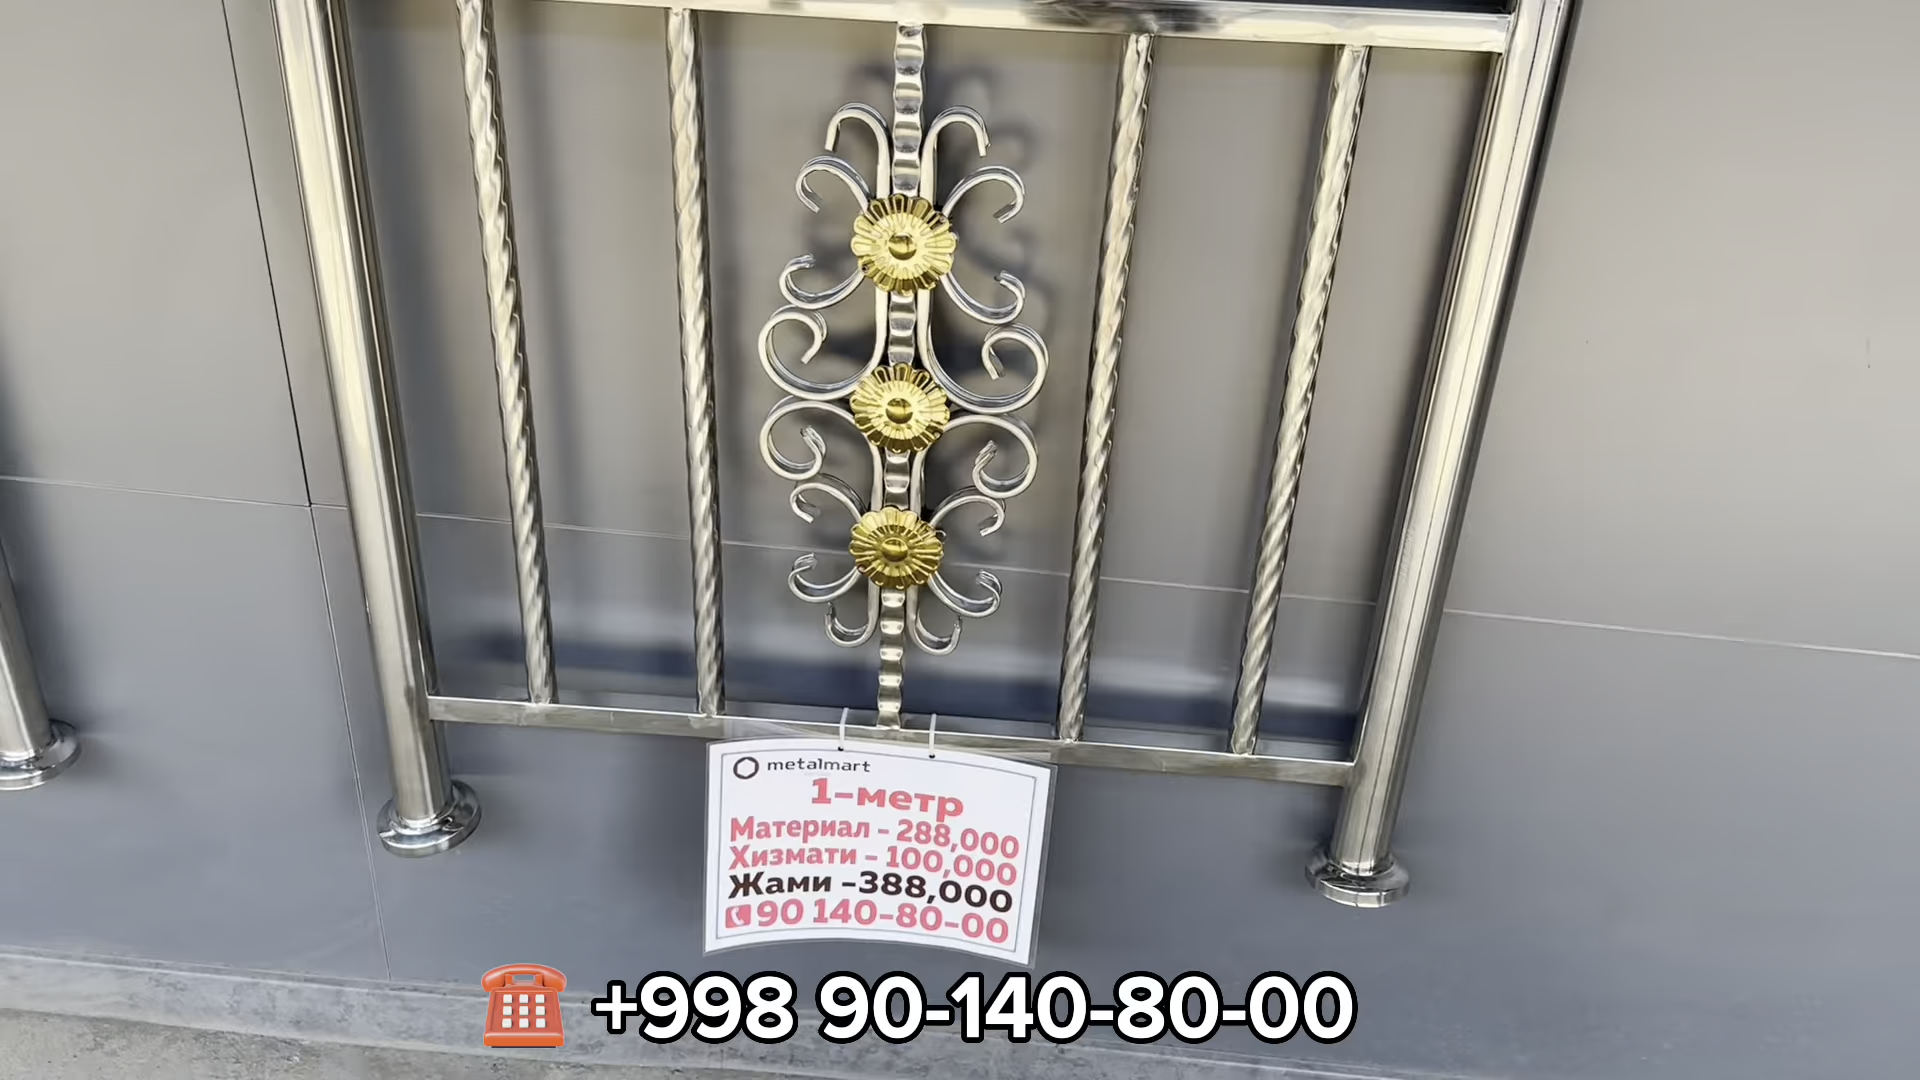 metalmart
1-метр
Материал - 288,000
Хизмати - 100,000
Жами -388,000
90 140-80-00
+998 90-140-80-00